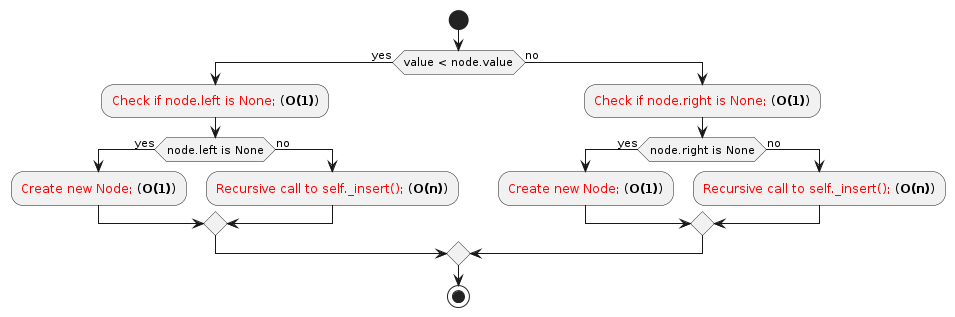 yes
value < node.value
no
Check if node.left is None; (O(1))
Check if node.right is None; (O(1))
yes
node.left is None
no
yes
node.right is None
no
Create new Node; (O(1))
Recursive call to self._insert(); (O(n))
Create new Node; (O(1))
Recursive call to self._insert(); (O(n))